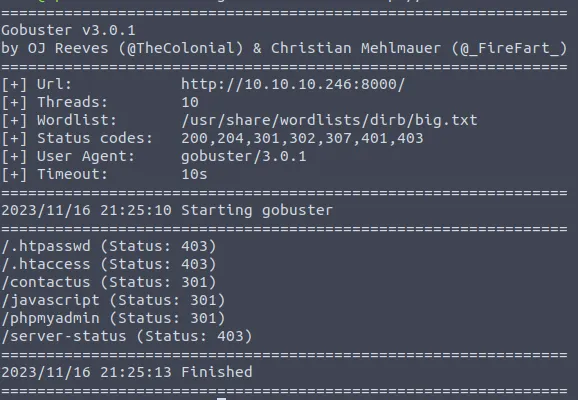 ===============================================================
Gobuster v3.0.1
by OJ Reeves (@TheColonial) & Christian Mehlmauer (@_FireFart_)
===============================================================
[+] Url:            http://10.10.10.246:8000/
[+] Threads:        10
[+] Wordlist:       /usr/share/wordlists/dirb/big.txt
[+] Status codes:   200,204,301,302,307,401,403
[+] User Agent:     gobuster/3.0.1
[+] Timeout:        10s
===============================================================
2023/11/16 21:25:10 Starting gobuster
===============================================================
/.htpasswd (Status: 403)
/.htaccess (Status: 403)
/contactus (Status: 301)
/javascript (Status: 301)
/phpmyadmin (Status: 301)
/server-status (Status: 403)
===============================================================
2023/11/16 21:25:13 Finished
===============================================================